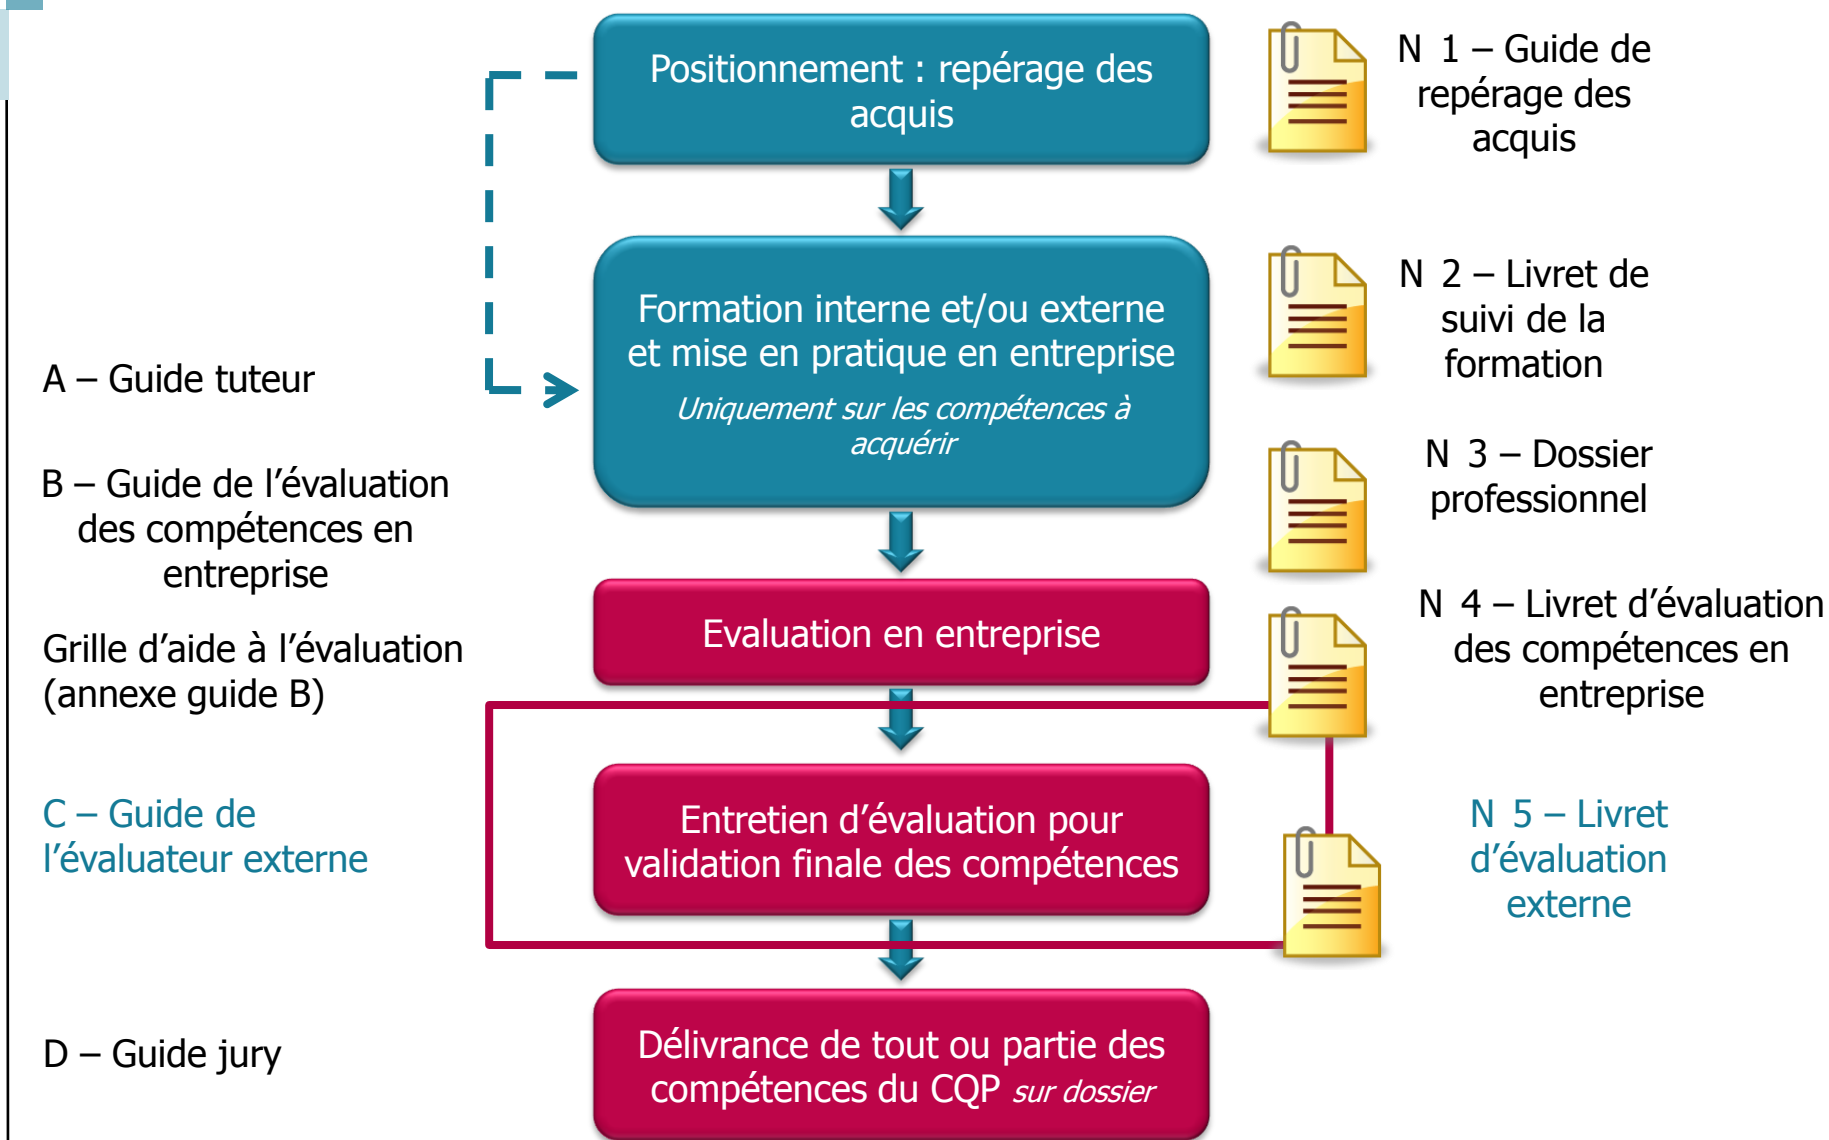 Positionnement : repérage des
acquis
N 1 – Guide de
repérage des
acquis
Formation interne et/ou externe
et mise en pratique en entreprise
Uniquement sur les compétences à
acquérir
N 2 – Livret de
suivi de la
formation
A – Guide tuteur
B – Guide de l’évaluation
des compétences en
entreprise
N 3 – Dossier
professionnel
Evaluation en entreprise
N 4 – Livret d’évaluation
des compétences en
entreprise
Grille d’aide à l’évaluation
(annexe guide B)
C – Guide de
l’évaluateur externe
Entretien d’évaluation pour
validation finale des compétences
N 5 – Livret
d’évaluation
externe
D – Guide jury
Délivrance de tout ou partie des
compétences du CQP sur dossier